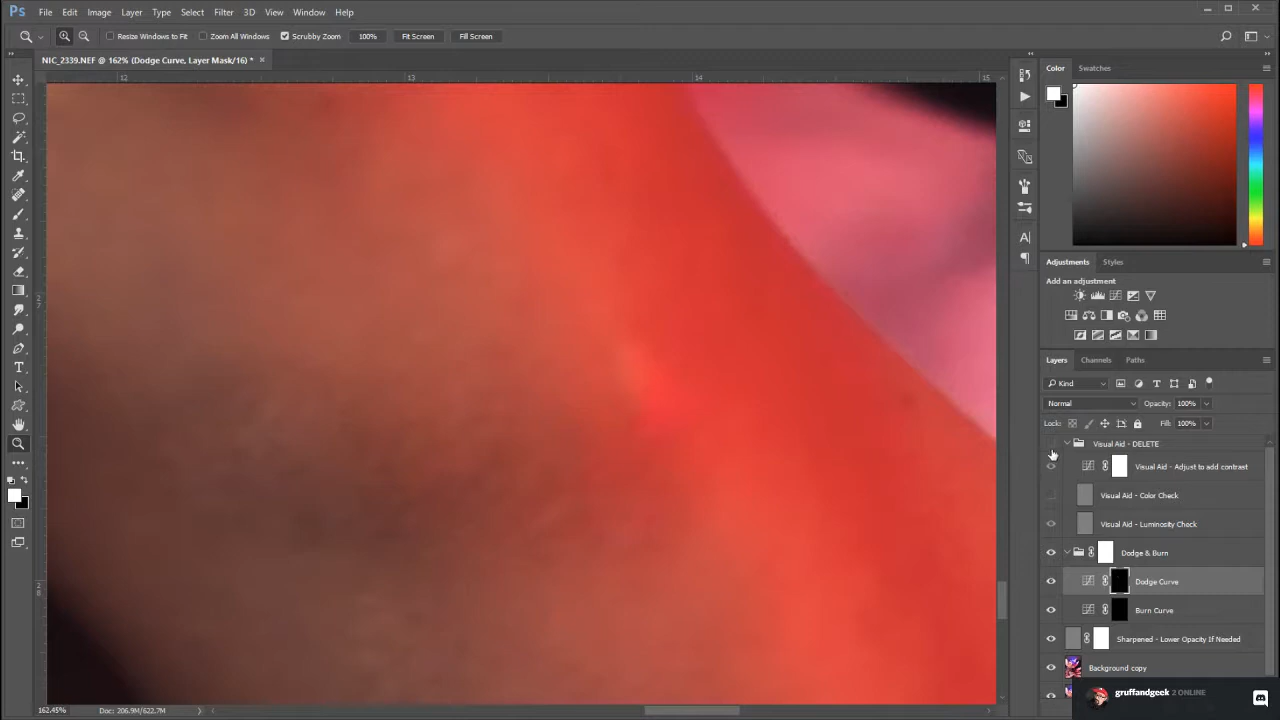 Ps File Edit Image Layer Type Select Filter 3D View Window Help
Resize Windows to Fit Zoom All Windows Scrubby Zoom 100% Fit Screen Fill Screen
NIC_2339.NEF @ 162% (Dodge Curve, Layer Mask/16) * ×
12 13 14 15
Color Swatches
Adjustments Styles
Add an adjustment
Layers Channels Paths
Kind
Normal Opacity: 100%
Lock: Fill: 100%
Visual Aid - DELETE
Visual Aid - Adjust to add contrast
Visual Aid - Color Check
Visual Aid - Luminosity Check
Dodge & Burn
Dodge Curve
Burn Curve
Sharpened - Lower Opacity If Needed
Background copy
gruffandgeek 2 ONLINE
162.45% Doc: 206.9M/622.7M